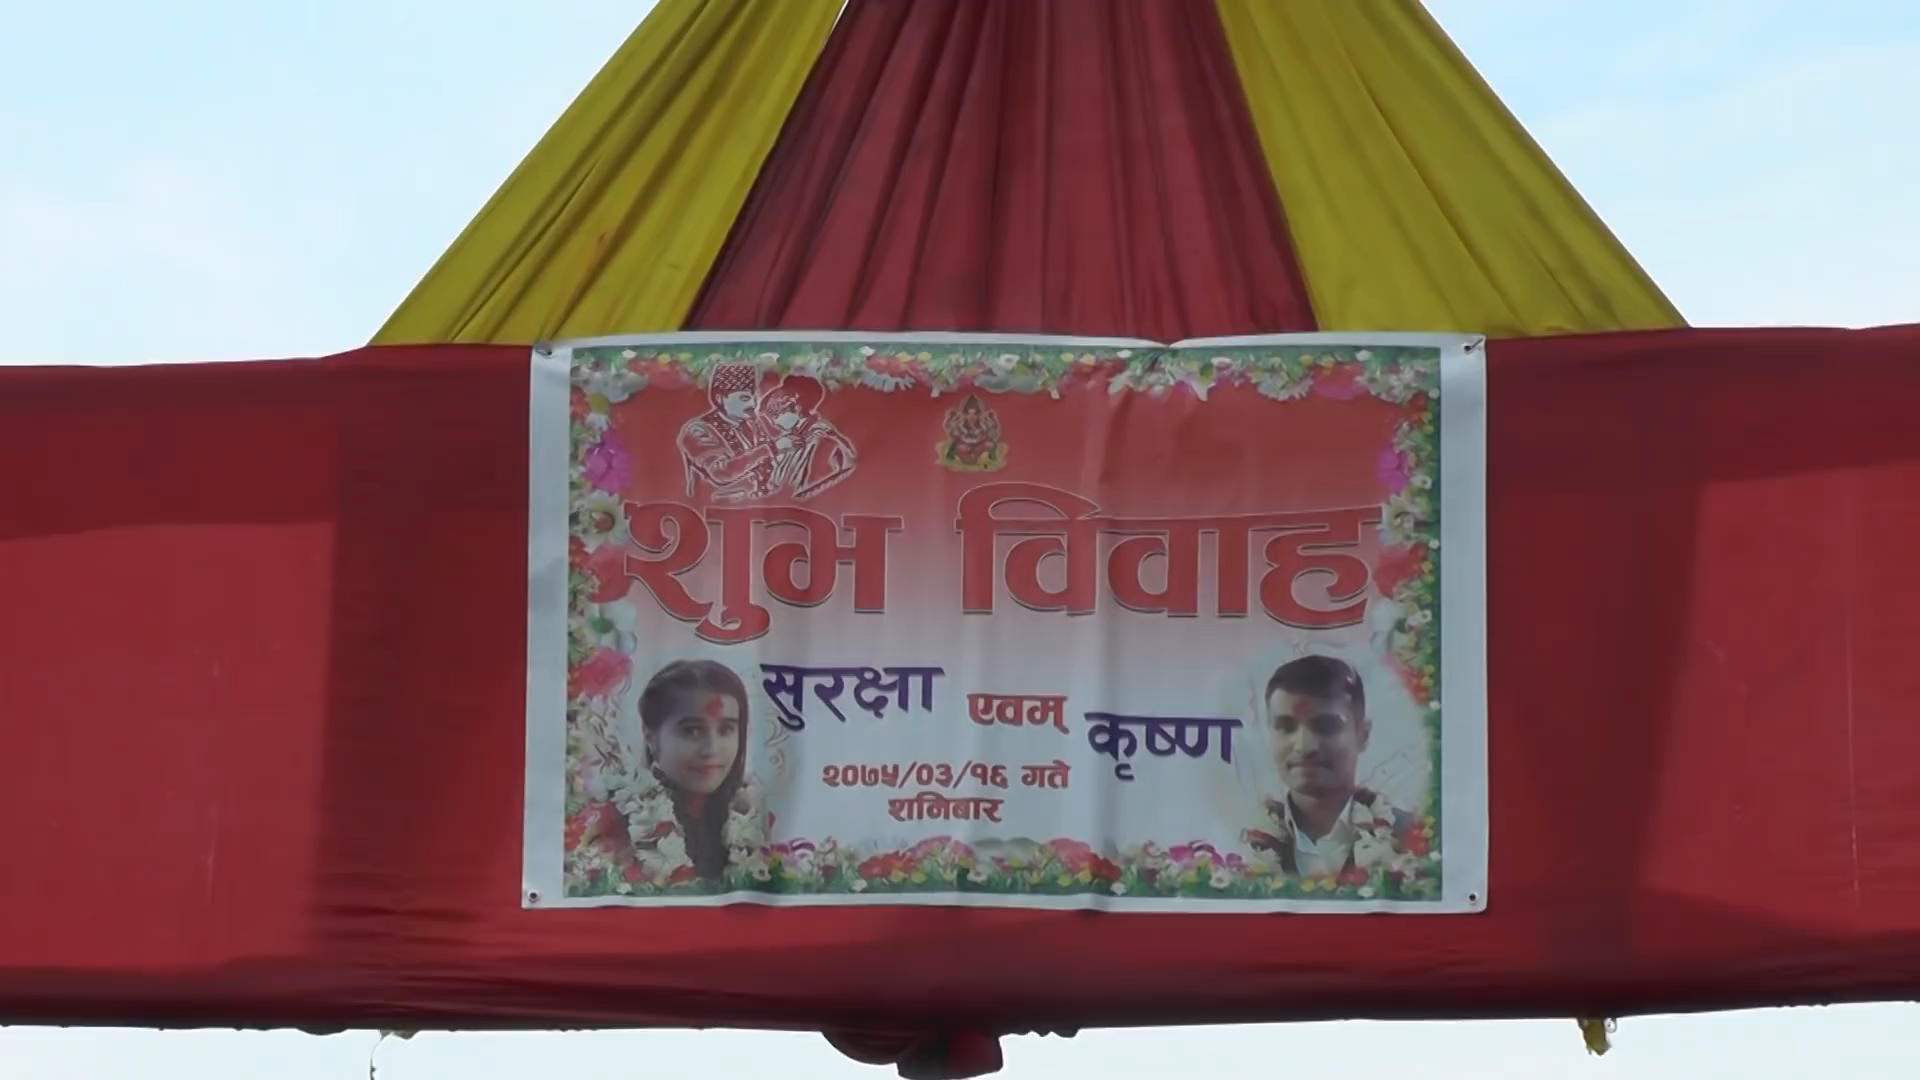 शुभ विवाह
सुरक्षा एवम् कृष्ण
२०७५/०३/१६ गते
शनिबार